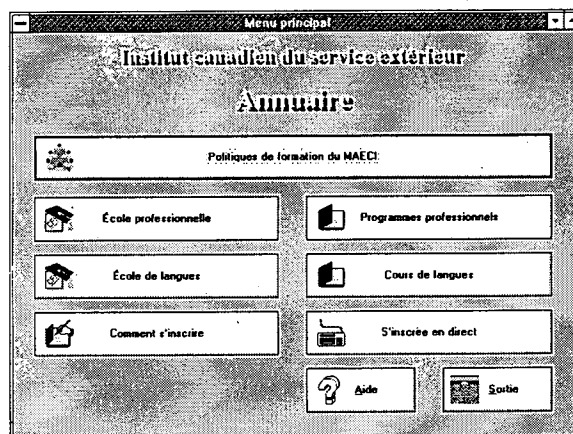 Menu principal
Institut canadien du service extérieur
Annuaire
Politiques de formation du MAECI:
École professionnelle
Programmes professionnels
École de langues
Cours de langues
Comment s'inscrire
S'inscrée en direct
Aide
Sortie